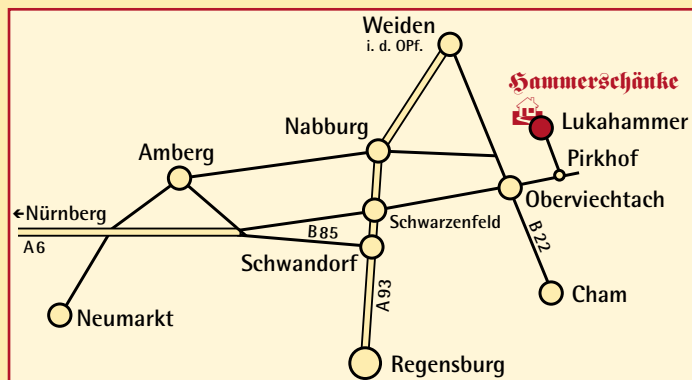 Weiden
i. d. OPf.
Hammerschänke
Lukahammer
Nabburg
Amberg
Pirkhof
Oberviechtach
←Nürnberg
Schwarzenfeld
A6
B 85
B 22
Schwandorf
A 93
Cham
Neumarkt
Regensburg